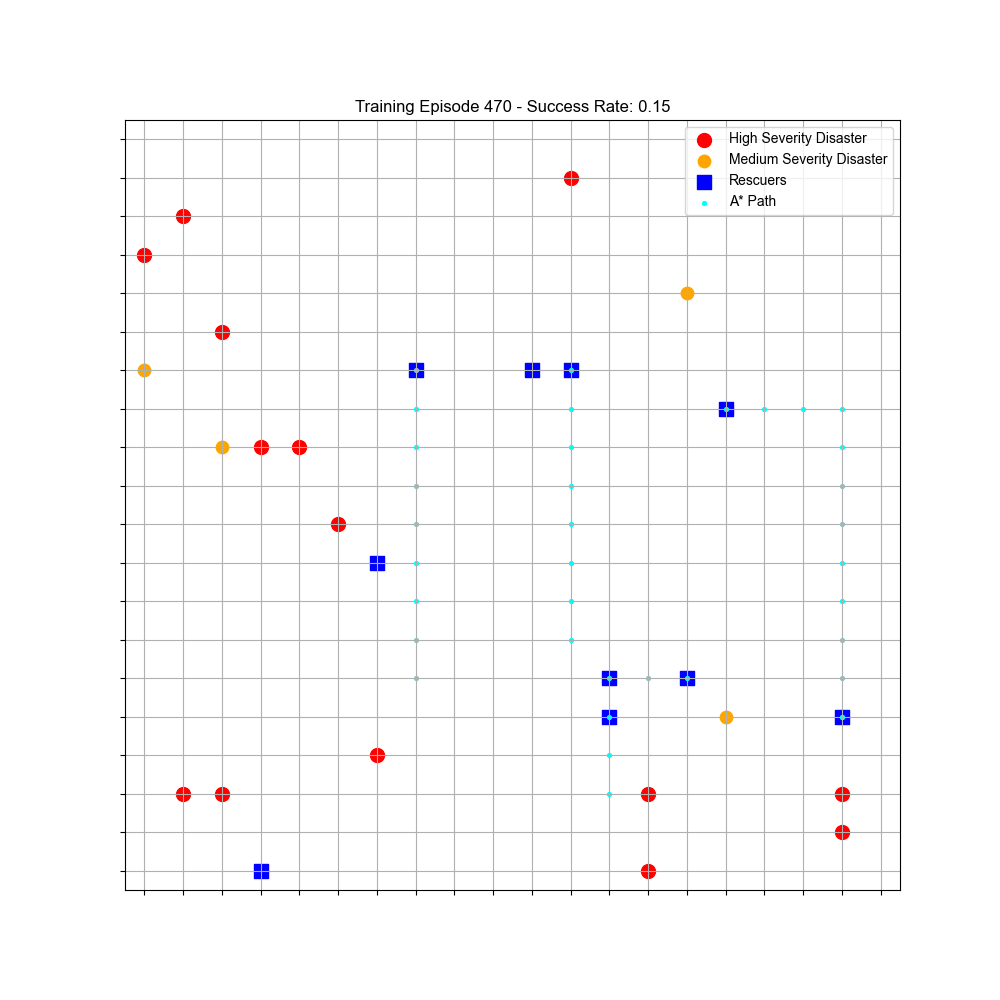 Training Episode 470 - Success Rate: 0.15
High Severity Disaster
Medium Severity Disaster
Rescuers
A* Path